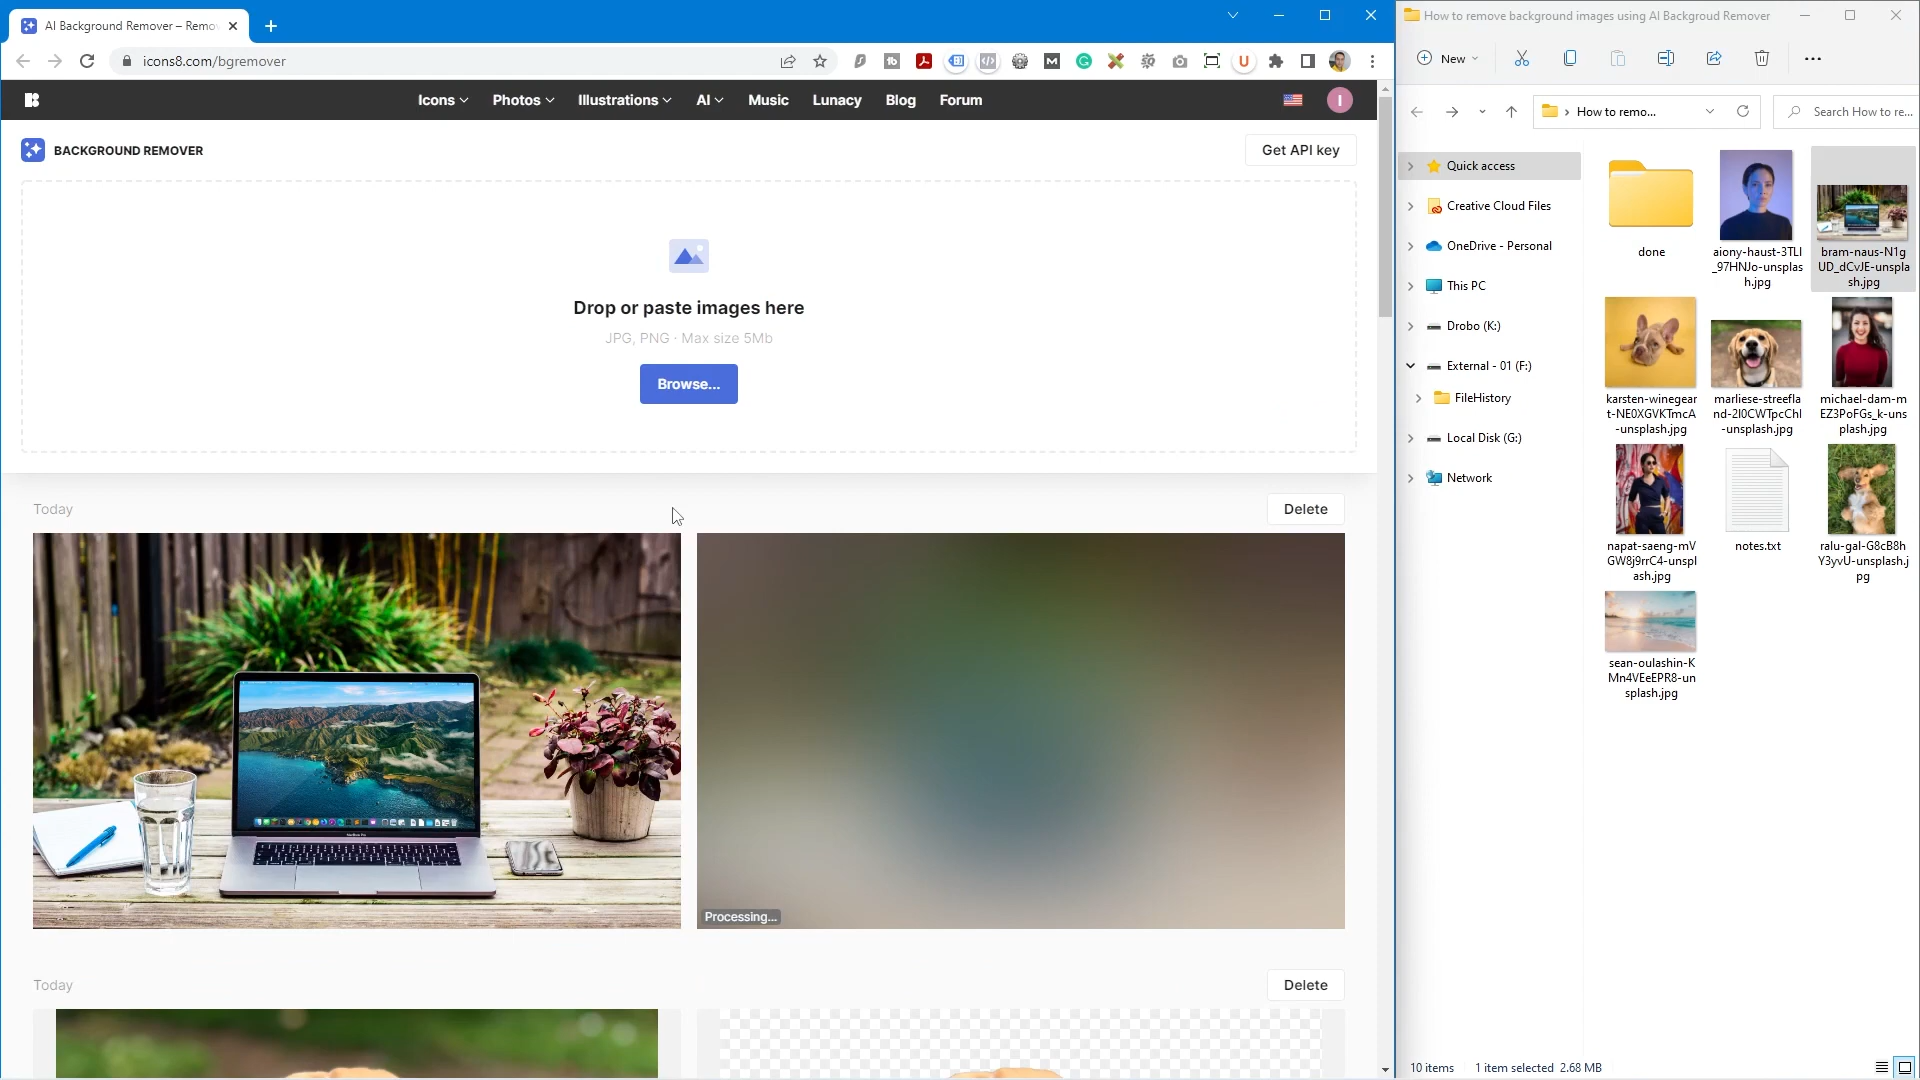 AI Background Remover – Remo
icons8.com/bgremover
Icons
Photos
Illustrations
AI
Music
Lunacy
Blog
Forum
I
BACKGROUND REMOVER
Get API key
Drop or paste images here
JPG, PNG · Max size 5Mb
Browse...
Today
Delete
MacBook Pro
Processing...
Today
Delete
How to remove background images using AI Backgroud Remover
New
How to remo...
Search How to re...
Quick access
Creative Cloud Files
OneDrive - Personal
This PC
Drobo (K:)
External - 01 (F:)
FileHistory
Local Disk (G:)
Network
done
aiony-haust-3TLl
_97HNJo-unsplas
h.jpg
bram-naus-N1g
UD_dCvJE-unspla
sh.jpg
karsten-winegear
t-NE0XGVKTmcA
-unsplash.jpg
marliese-streefla
nd-2l0CWTpcChI
-unsplash.jpg
michael-dam-m
EZ3PoFGs_k-uns
plash.jpg
napat-saeng-mV
GW8j9rrC4-unspl
ash.jpg
notes.txt
ralu-gal-G8cB8h
Y3yvU-unsplash.j
pg
sean-oulashin-K
Mn4VEeEPR8-un
splash.jpg
10 items
1 item selected 2.68 MB